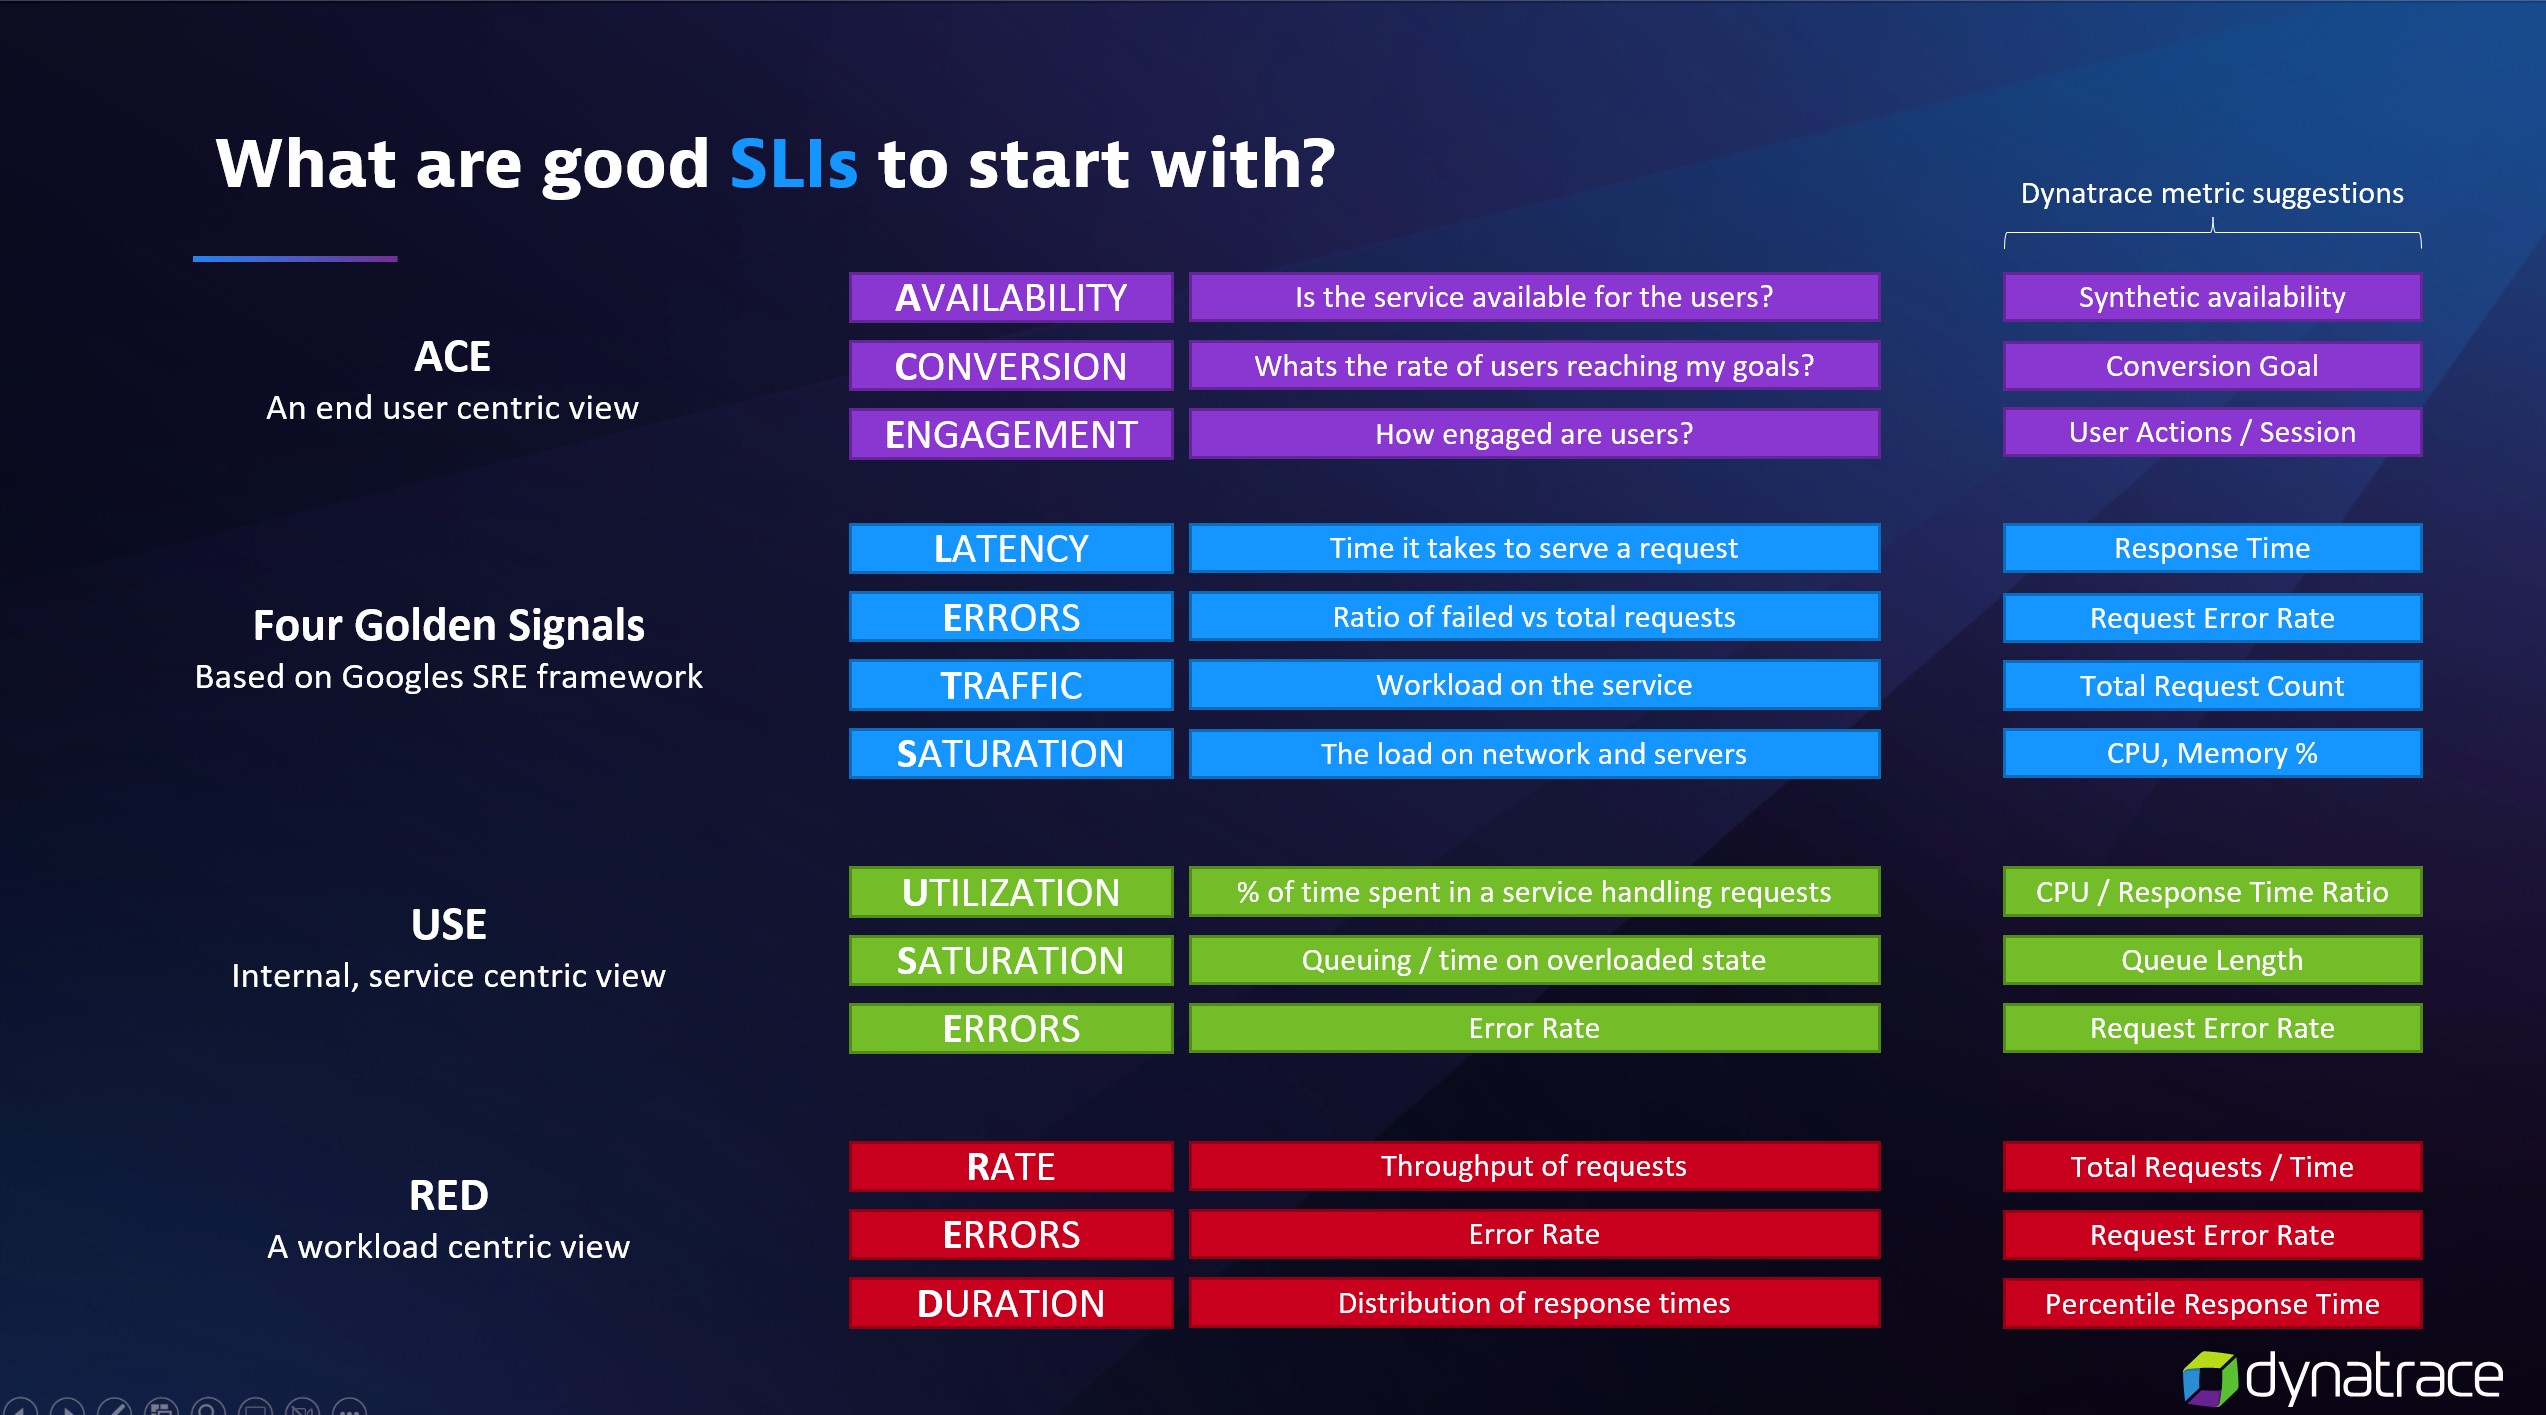 What are good SLIs to start with?
Dynatrace metric suggestions
ACE
An end user centric view
AVAILABILITY
Is the service available for the users?
Synthetic availability
CONVERSION
Whats the rate of users reaching my goals?
Conversion Goal
ENGAGEMENT
How engaged are users?
User Actions / Session
Four Golden Signals
Based on Googles SRE framework
LATENCY
Time it takes to serve a request
Response Time
ERRORS
Ratio of failed vs total requests
Request Error Rate
TRAFFIC
Workload on the service
Total Request Count
SATURATION
The load on network and servers
CPU, Memory %
USE
Internal, service centric view
UTILIZATION
% of time spent in a service handling requests
CPU / Response Time Ratio
SATURATION
Queuing / time on overloaded state
Queue Length
ERRORS
Error Rate
Request Error Rate
RED
A workload centric view
RATE
Throughput of requests
Total Requests / Time
ERRORS
Error Rate
Request Error Rate
DURATION
Distribution of response times
Percentile Response Time
dynatrace